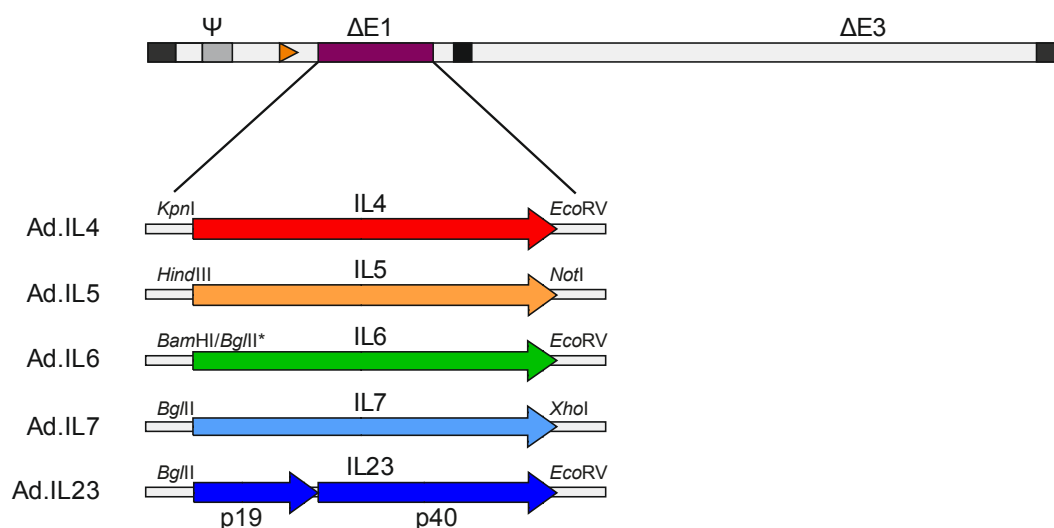 Ψ ΔE1 ΔE3
KpnI IL4 EcoRV
Ad.IL4
HindIII IL5 NotI
Ad.IL5
BamHI/BglII* IL6 EcoRV
Ad.IL6
BglII IL7 XhoI
Ad.IL7
BglII IL23 EcoRV
Ad.IL23
p19 p40